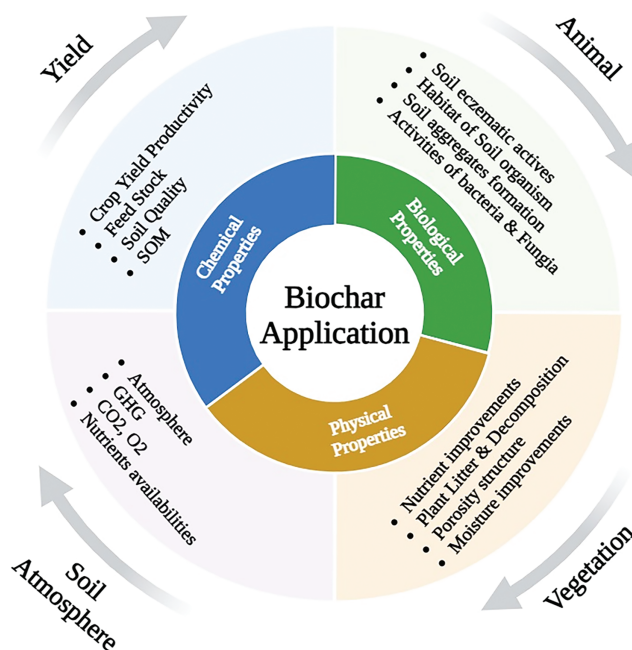 Yield
Animal
Crop Yield Productivity
Feed Stock
Soil Quality
SOM
Soil eczematic actives
Habitat of Soil organism
Soil aggregates formation
Activities of bacteria & Fungia
Chemical
Properties
Biological
Properties
Biochar
Application
Physical
Properties
Atmosphere
GHG
CO2, O2
Nutrients availabilities
Nutrient improvements
Plant Litter & Decomposition
Porosity structure
Moisture improvements
Soil
Atmosphere
Vegetation